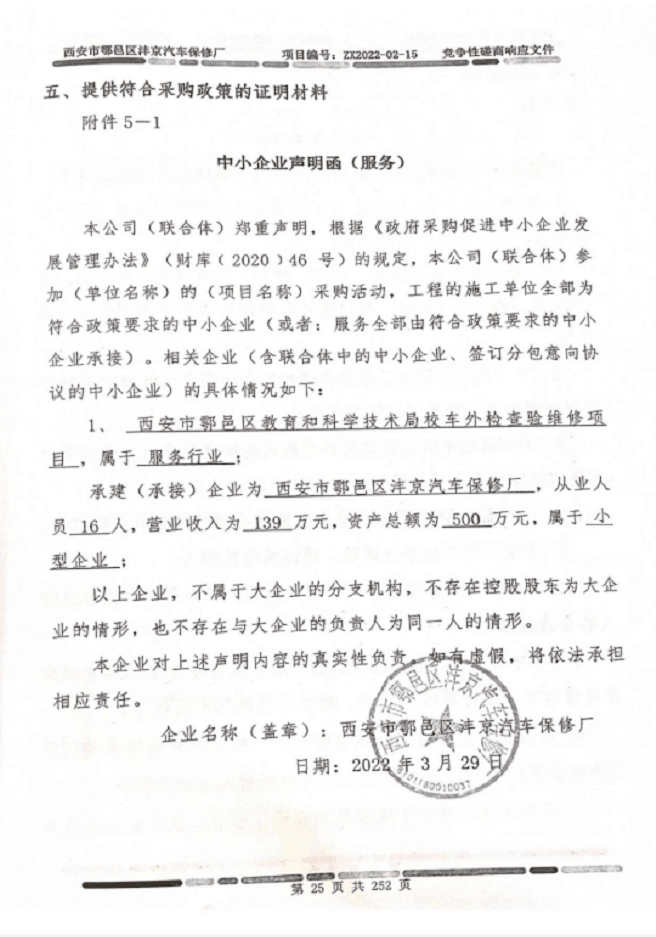 西安市鄠邑区沣京汽车保修厂 项目编号：ZX2022-02-15 竞争性磋商响应文件
五、提供符合采购政策的证明材料
附件5-1
中小企业声明函（服务）
本公司（联合体）郑重声明，根据《政府采购促进中小企业发
展管理办法》（财库﹝2020﹞46 号）的规定，本公司（联合体）参
加（单位名称）的（项目名称）采购活动，工程的施工单位全部为
符合政策要求的中小企业（或者：服务全部由符合政策要求的中小
企业承接）。相关企业（含联合体中的中小企业、签订分包意向协
议的中小企业）的具体情况如下：
1、 西安市鄠邑区教育和科学技术局校车外检查验维修项
目，属于 服务行业；
承建（承接）企业为 西安市鄠邑区沣京汽车保修厂，从业人
员 16 人，营业收入为 139 万元，资产总额为 500 万元，属于 小
型企业；
以上企业，不属于大企业的分支机构，不存在控股股东为大企
业的情形，也不存在与大企业的负责人为同一人的情形。
本企业对上述声明内容的真实性负责。如有虚假，将依法承担
相应责任。
企业名称（盖章）：西安市鄠邑区沣京汽车保修厂
日期：2022 年 3 月 29 日
西安市鄠邑区沣京汽车保修厂
6101180010037
第 25 页 共 252 页